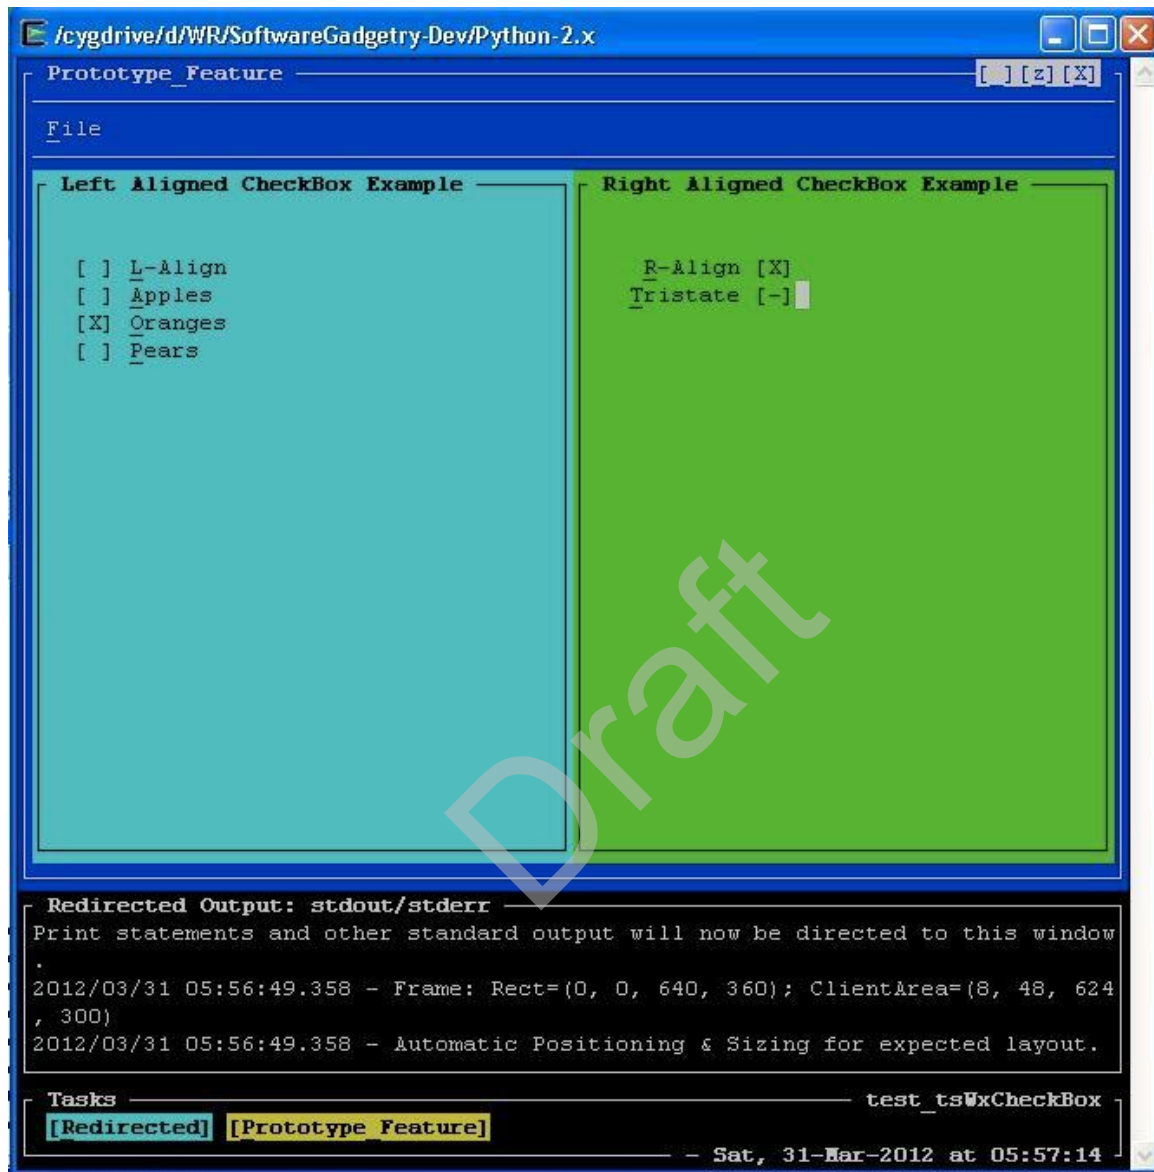 /cygdrive/d/WR/SoftwareGadgetry-Dev/Python-2.x
Prototype_Feature [_][z][X]
File
Left Aligned CheckBox Example Right Aligned CheckBox Example
[ ] L-Align R-Align [X]
[ ] Apples Tristate [-]
[X] Oranges
[ ] Pears
Draft
Redirected Output: stdout/stderr
Print statements and other standard output will now be directed to this window
.
2012/03/31 05:56:49.358 - Frame: Rect=(0, 0, 640, 360); ClientArea=(8, 48, 624
, 300)
2012/03/31 05:56:49.358 - Automatic Positioning & Sizing for expected layout.
Tasks test_tsWxCheckBox
[Redirected] [Prototype_Feature]
- Sat, 31-Mar-2012 at 05:57:14